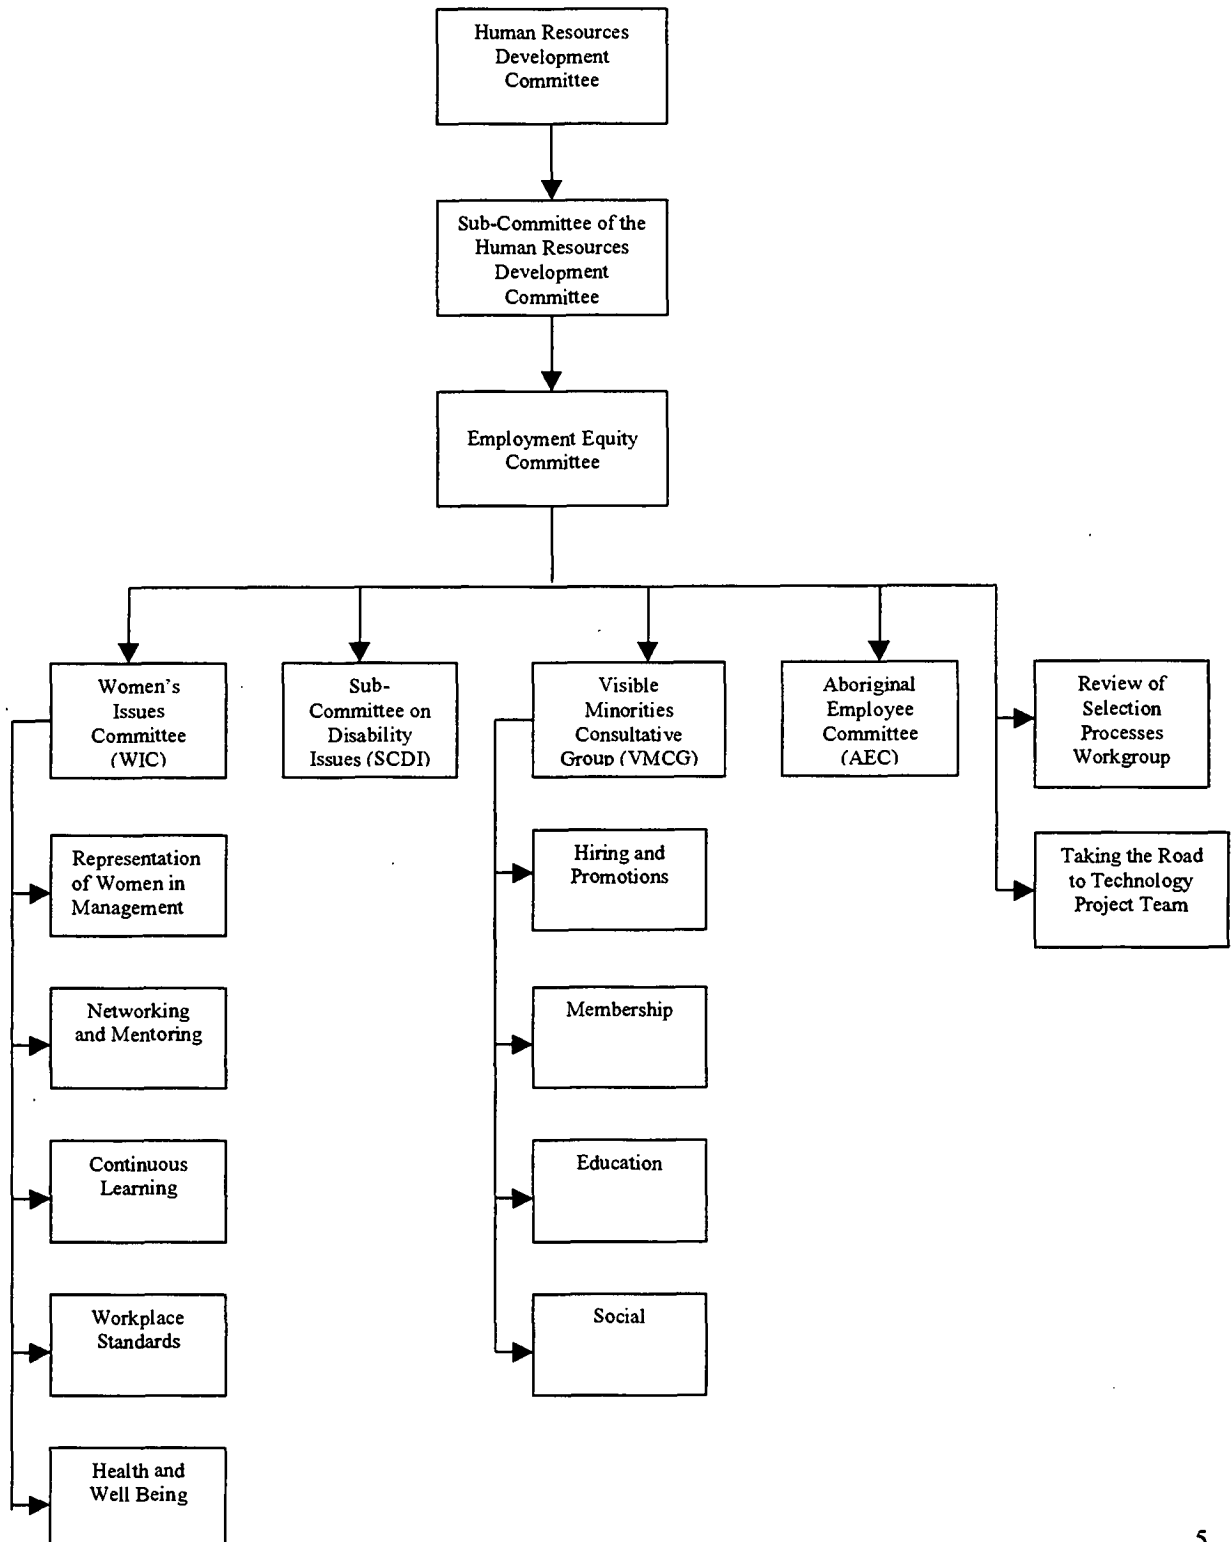 Human Resources
Development
Committee
Sub-Committee of the
Human Resources
Development
Committee
Employment Equity
Committee
Women's
Issues
Committee
(WIC)
Sub-
Committee on
Disability
Issues (SCDI)
Visible
Minorities
Consultative
Group (VMCG)
Aboriginal
Employee
Committee
(AEC)
Review of
Selection
Processes
Workgroup
Taking the Road
to Technology
Project Team
Representation
of Women in
Management
Networking
and Mentoring
Continuous
Learning
Workplace
Standards
Health and
Well Being
Hiring and
Promotions
Membership
Education
Social
5